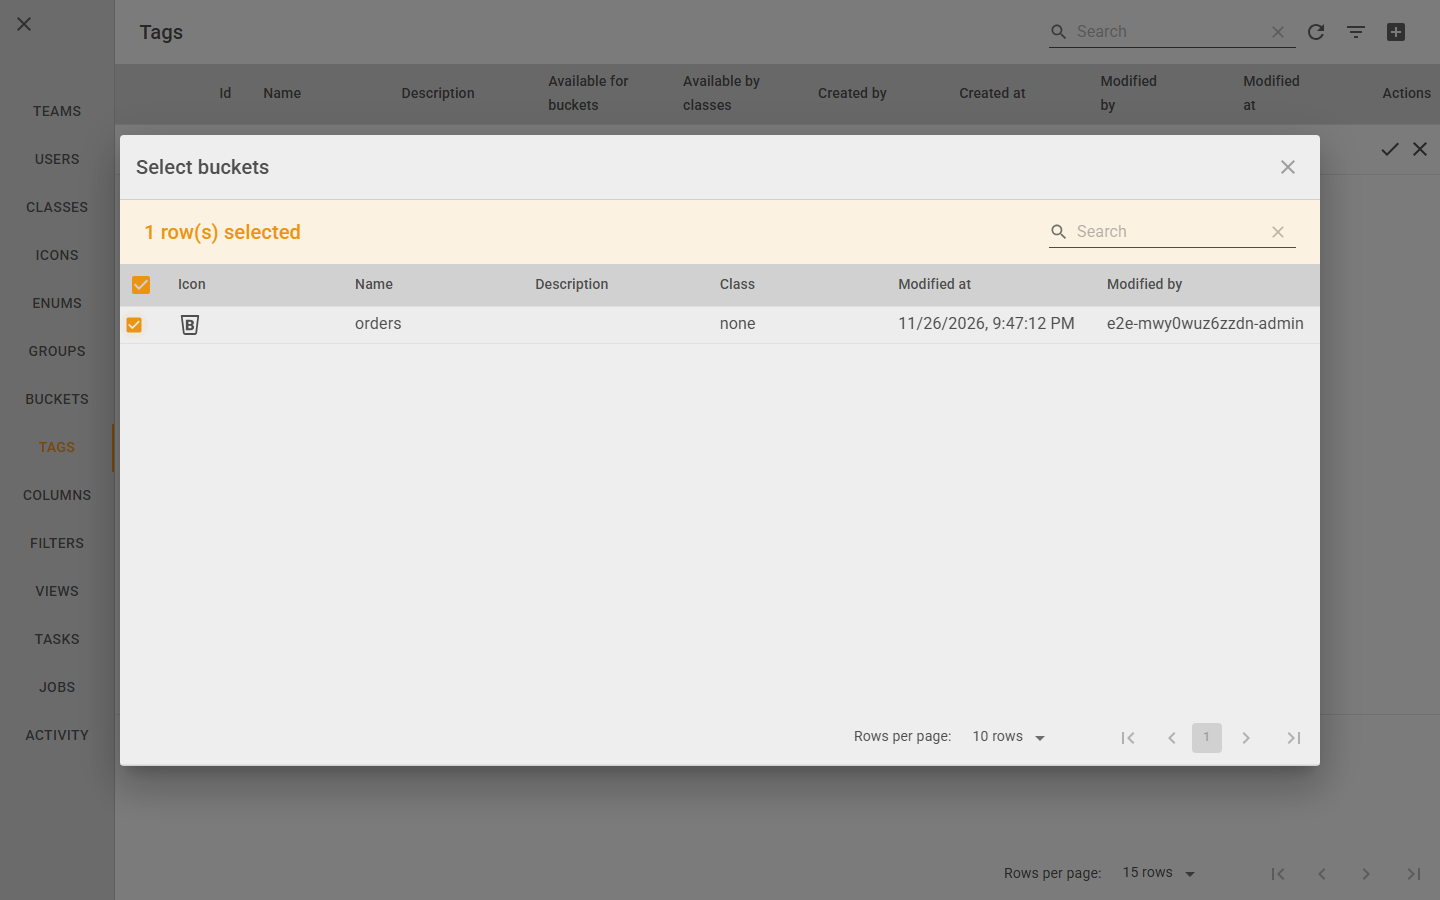 Tags
Search
Id Name Description Available for buckets Available by classes Created by Created at Modified by Modified at Actions
TEAMS
USERS
CLASSES
ICONS
ENUMS
GROUPS
BUCKETS
TAGS
COLUMNS
FILTERS
VIEWS
TASKS
JOBS
ACTIVITY
Select buckets
1 row(s) selected
Search
Icon Name Description Class Modified at Modified by
B orders none 11/26/2026, 9:47:12 PM e2e-mwy0wuz6zzdn-admin
Rows per page: 10 rows 1
Rows per page: 15 rows